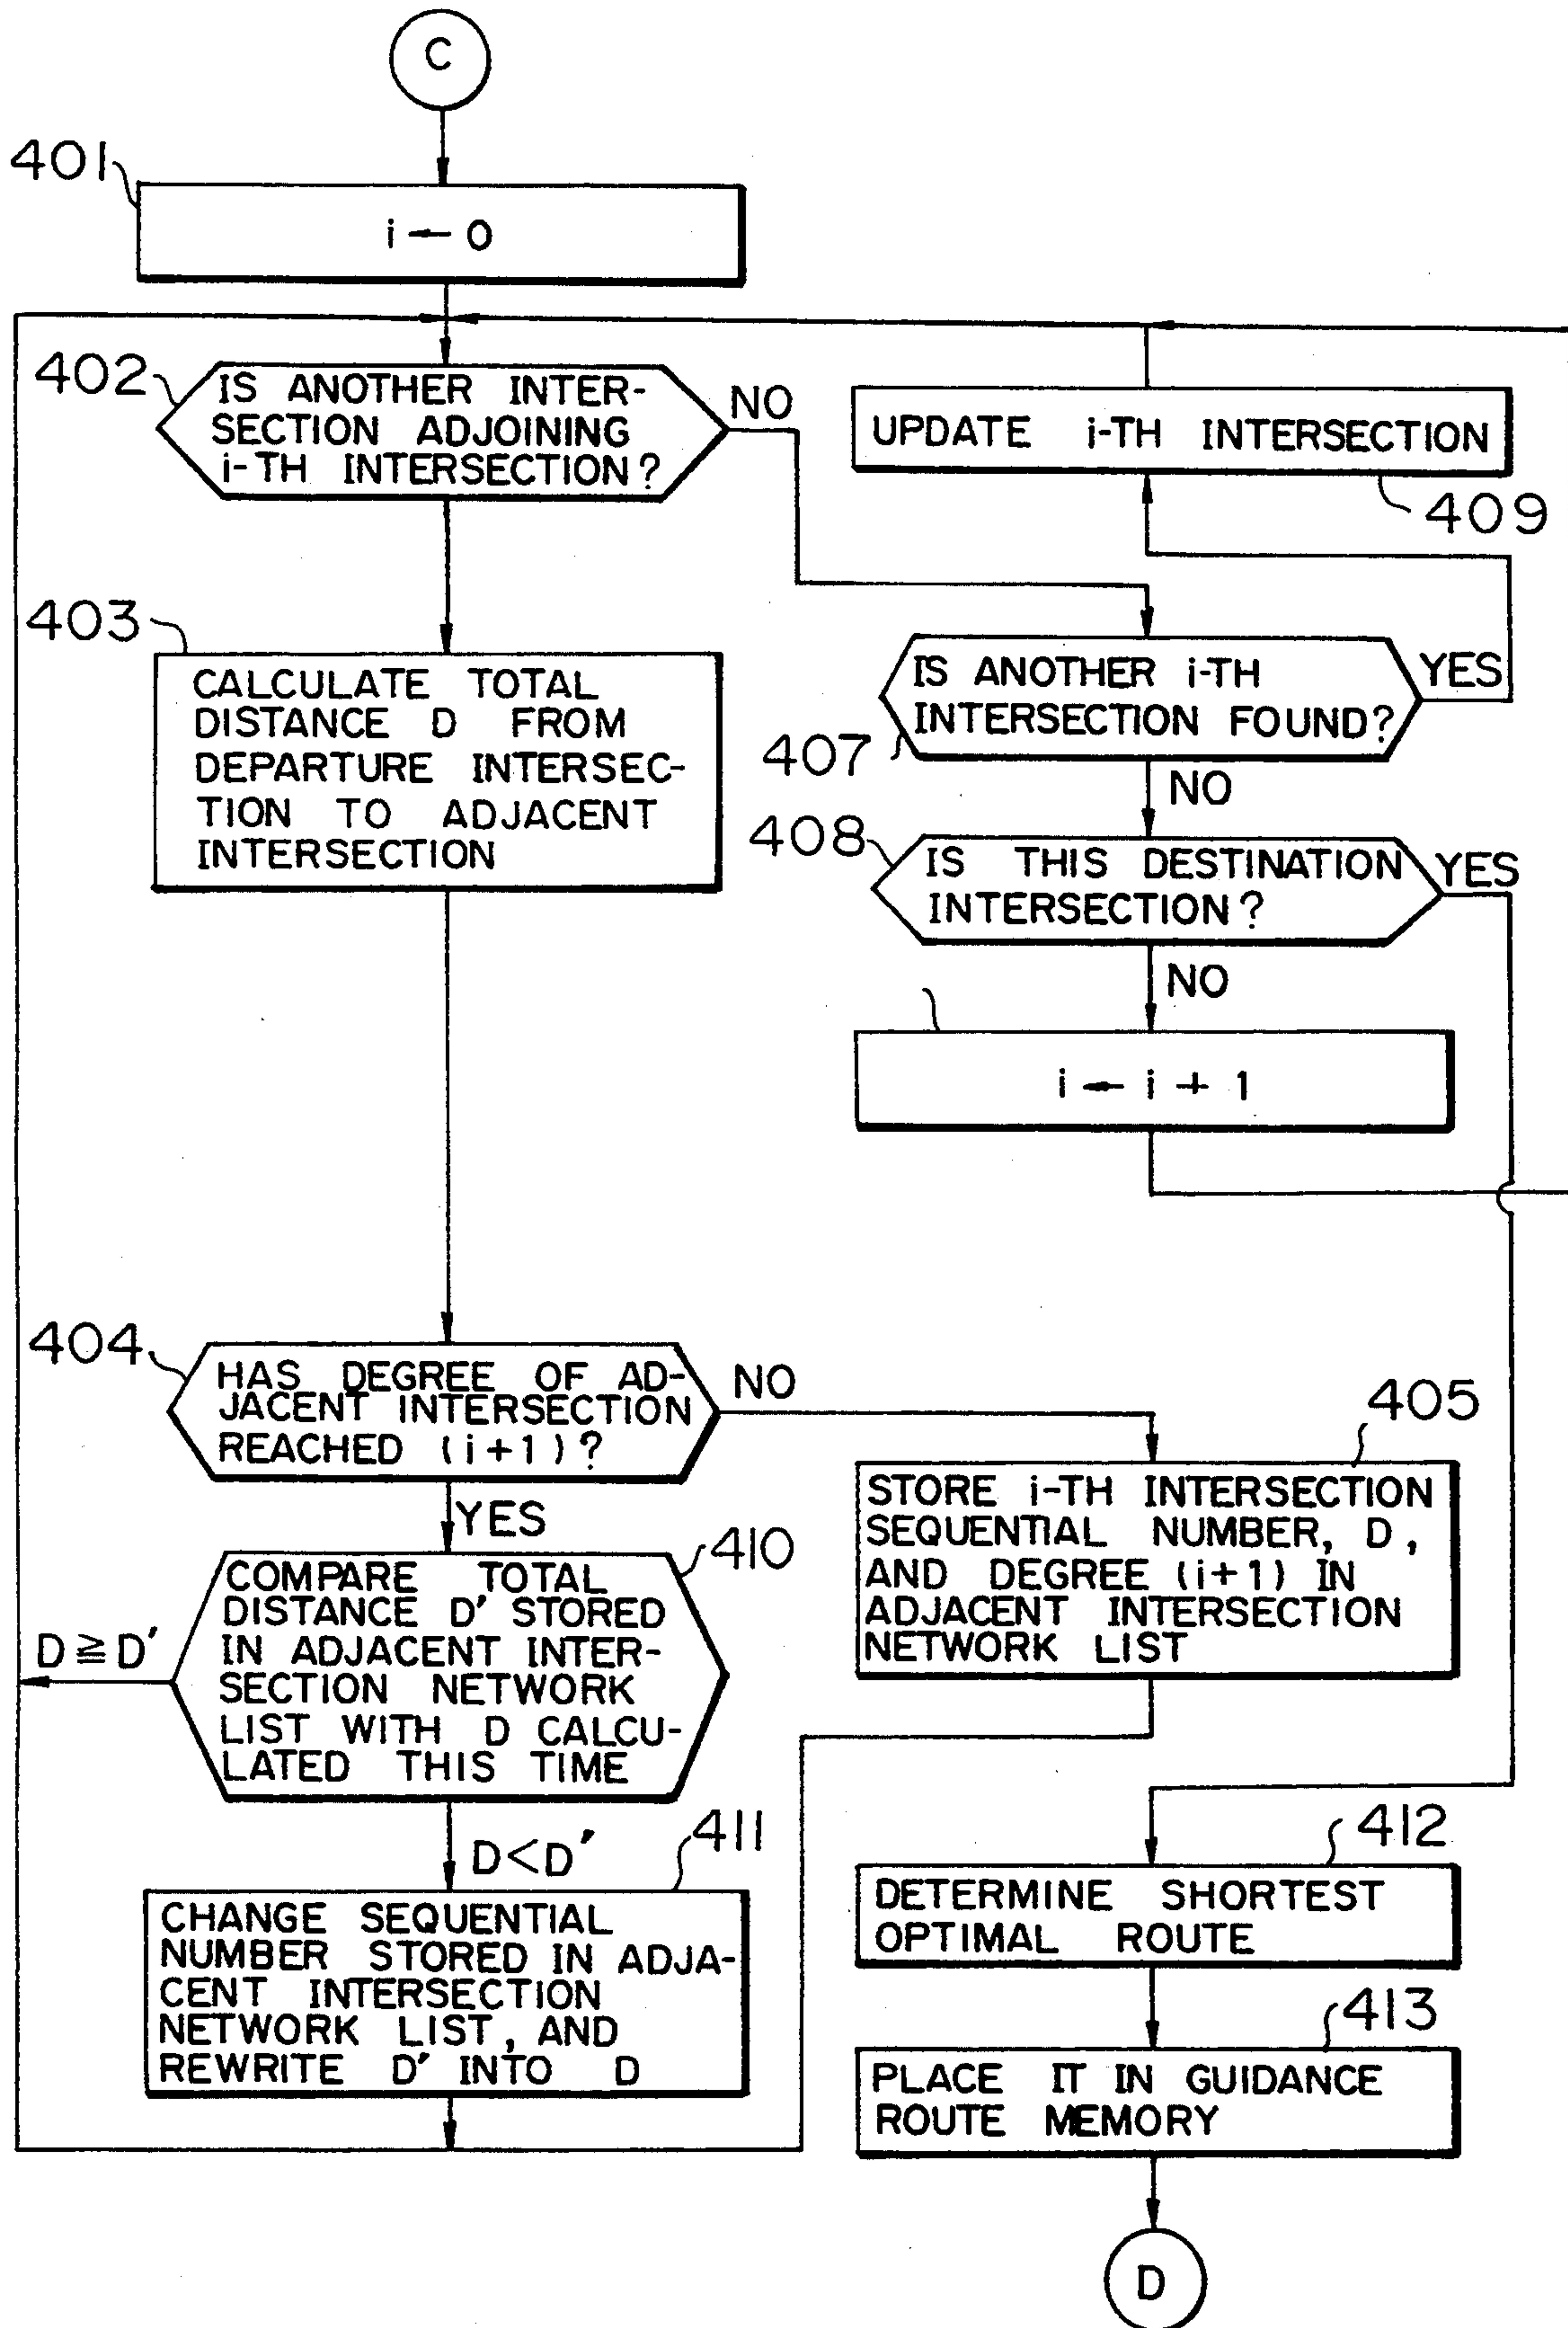 C
401
i ← 0
402
IS ANOTHER INTER-
SECTION ADJOINING
i-TH INTERSECTION?
NO
UPDATE i-TH INTERSECTION
409
403
CALCULATE TOTAL
DISTANCE D FROM
DEPARTURE INTERSEC-
TION TO ADJACENT
INTERSECTION
IS ANOTHER i-TH
INTERSECTION FOUND?
YES
407
NO
408
IS THIS DESTINATION
INTERSECTION?
YES
NO
i ← i + 1
404
HAS DEGREE OF AD-
JACENT INTERSECTION
REACHED (i+1)?
NO
YES
405
STORE i-TH INTERSECTION
SEQUENTIAL NUMBER, D,
AND DEGREE (i+1) IN
ADJACENT INTERSECTION
NETWORK LIST
410
COMPARE TOTAL
DISTANCE D' STORED
IN ADJACENT INTER-
SECTION NETWORK
LIST WITH D CALCU-
LATED THIS TIME
D ≧ D'
D<D'
411
CHANGE SEQUENTIAL
NUMBER STORED IN ADJA-
CENT INTERSECTION
NETWORK LIST, AND
REWRITE D' INTO D
412
DETERMINE SHORTEST
OPTIMAL ROUTE
413
PLACE IT IN GUIDANCE
ROUTE MEMORY
D